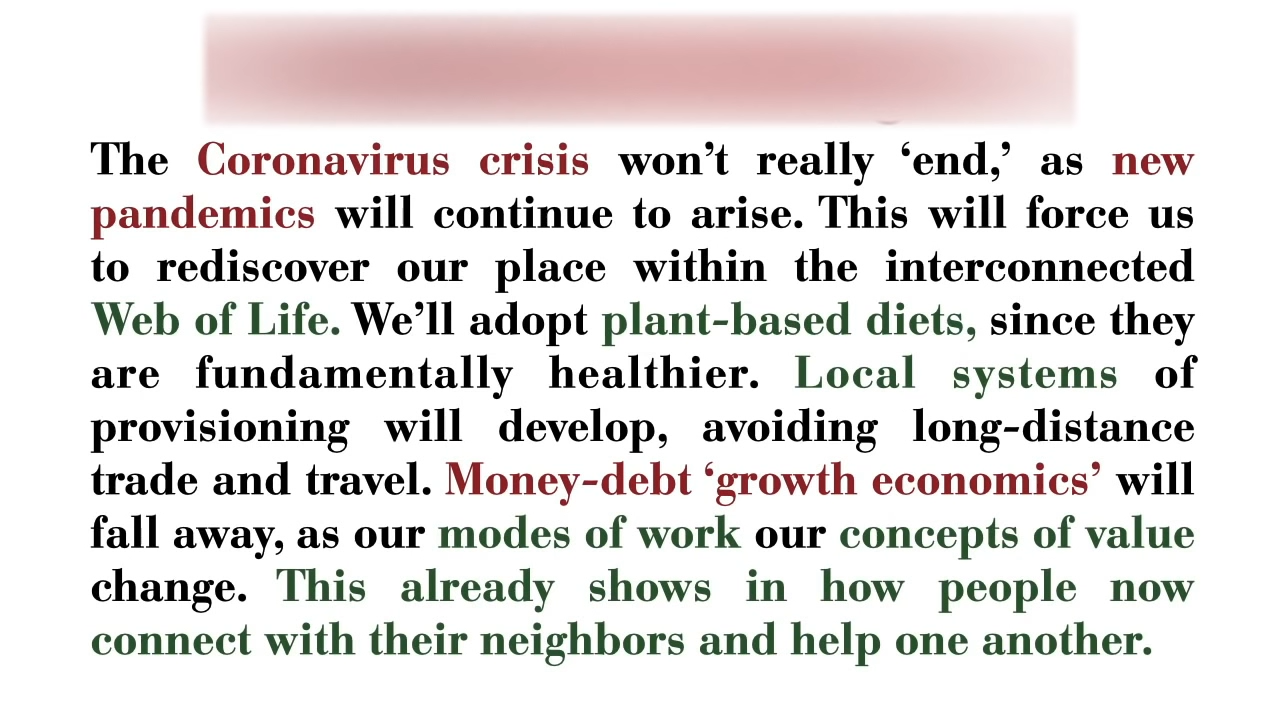 The Coronavirus crisis won’t really ‘end,’ as new
pandemics will continue to arise. This will force us
to rediscover our place within the interconnected
Web of Life. We’ll adopt plant-based diets, since they
are fundamentally healthier. Local systems of
provisioning will develop, avoiding long-distance
trade and travel. Money-debt ‘growth economics’ will
fall away, as our modes of work our concepts of value
change. This already shows in how people now
connect with their neighbors and help one another.